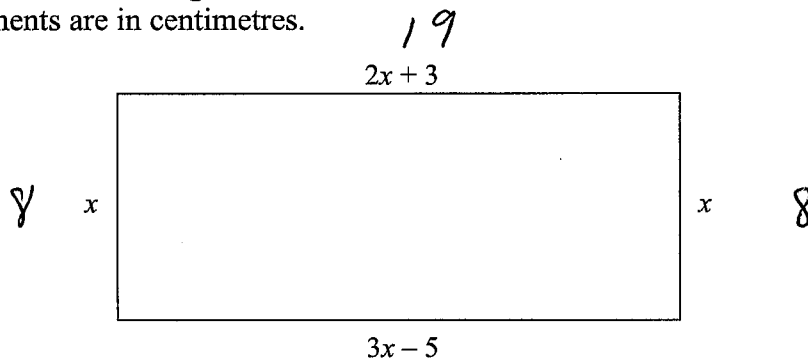 ments are in centimetres.
19
2x + 3
8 x x 8
3x – 5